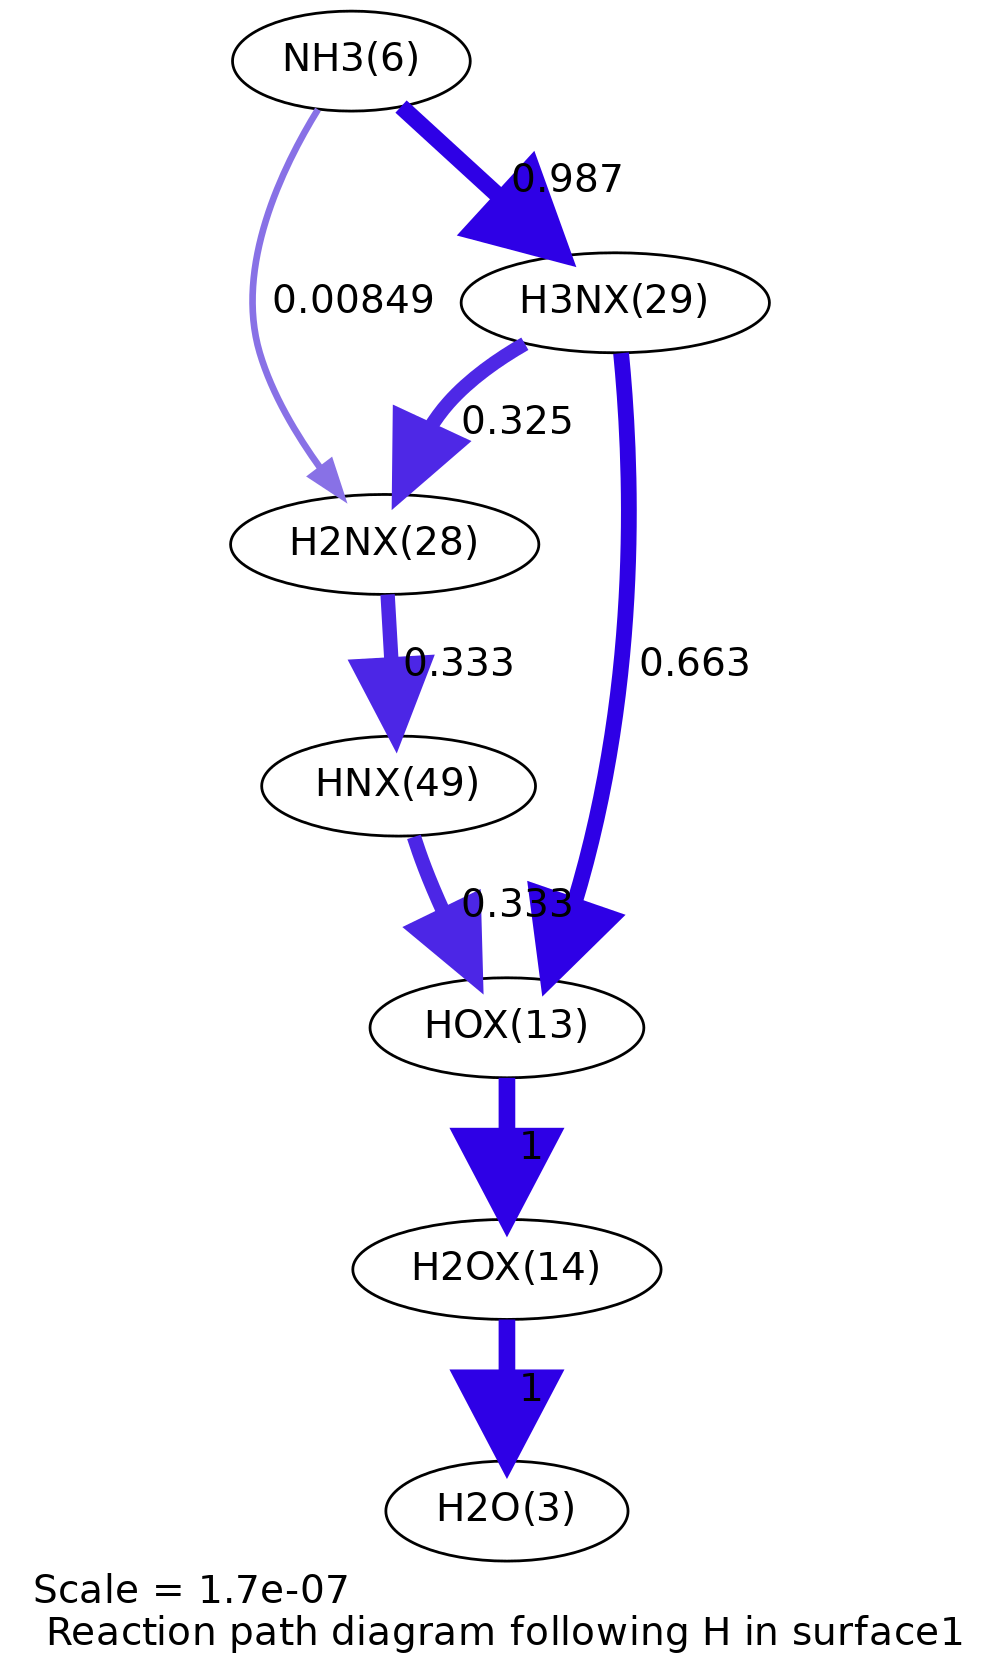 NH3(6)
0.987
0.00849
H3NX(29)
0.325
H2NX(28)
0.333
0.663
HNX(49)
0.333
HOX(13)
1
H2OX(14)
1
H2O(3)
Scale = 1.7e-07
Reaction path diagram following H in surface1